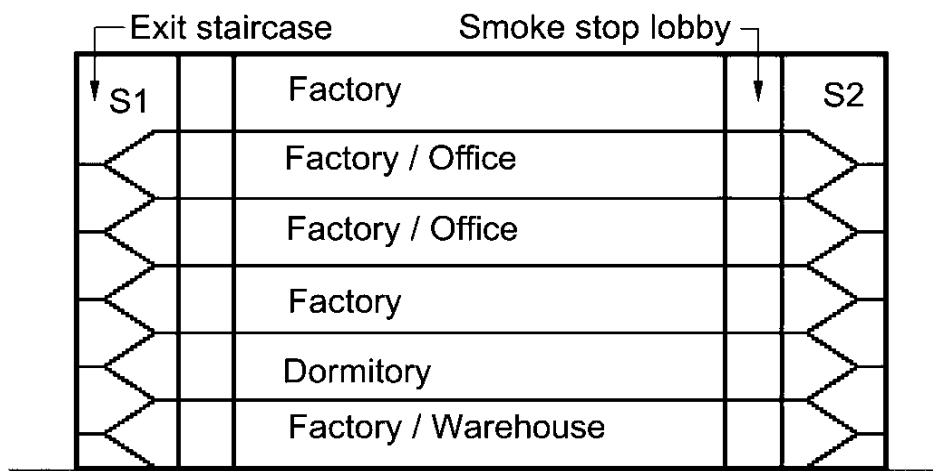 Exit staircase
Smoke stop lobby
S1
Factory
S2
Factory / Office
Factory / Office
Factory
Dormitory
Factory / Warehouse